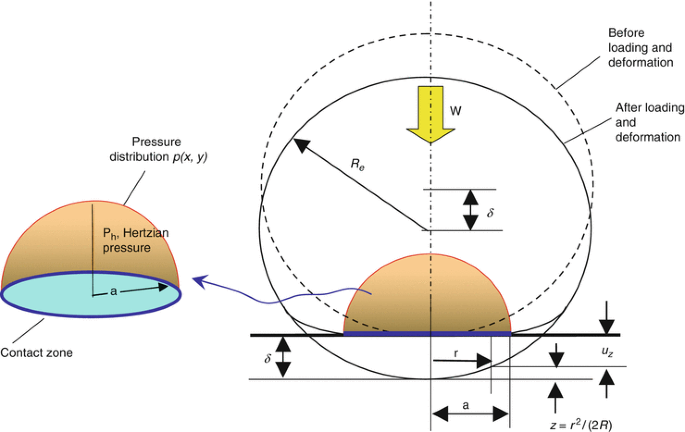 Before
loading and
deformation
After loading
and
deformation
W
Pressure
distribution p(x, y)
Rₑ
δ
Pₕ, Hertzian
pressure
a
Contact zone
δ
r
u_z
a
z = r²/(2R)